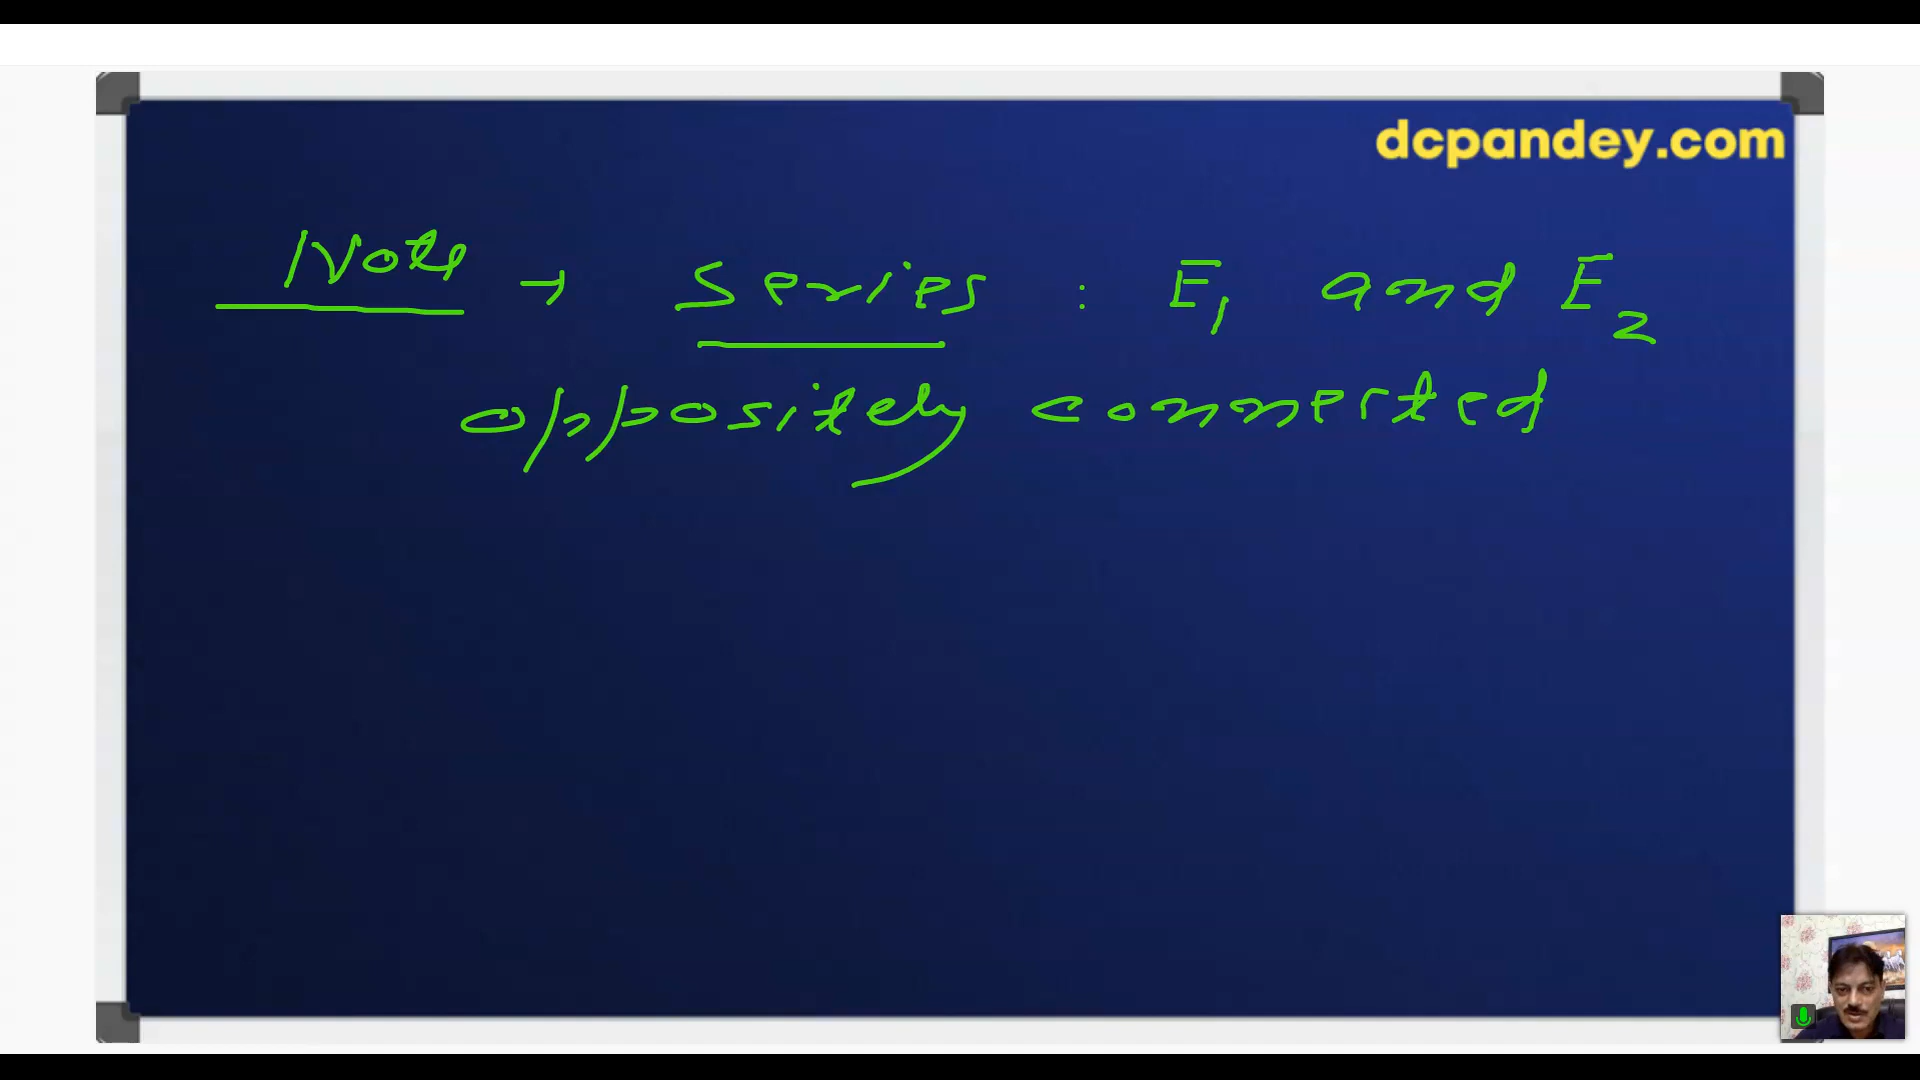 dcpandey.com
Note → Series : E₁ and E₂
oppositely connected